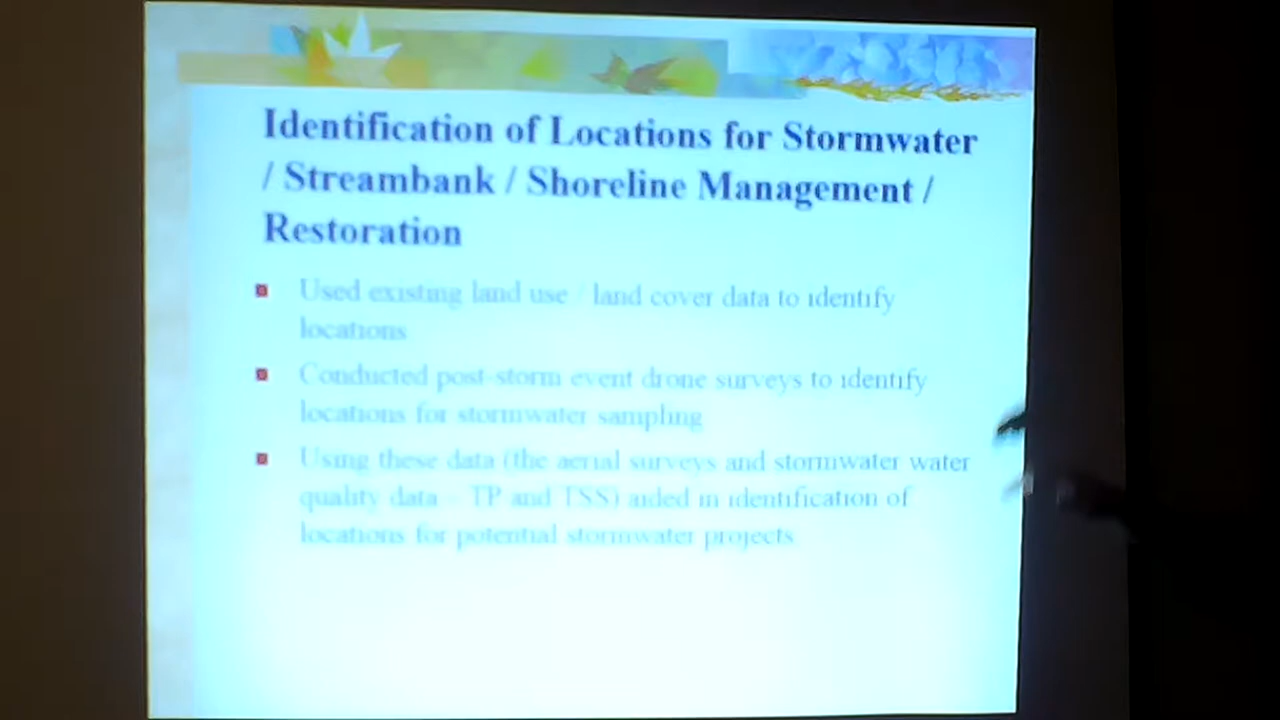 Identification of Locations for Stormwater
/ Streambank / Shoreline Management /
Restoration
Used existing land use / land cover data to identify
locations
Conducted post-storm event drone surveys to identify
locations for stormwater sampling
Using these data (the aerial surveys and stormwater water
quality data – TP and TSS) aided in identification of
locations for potential stormwater projects